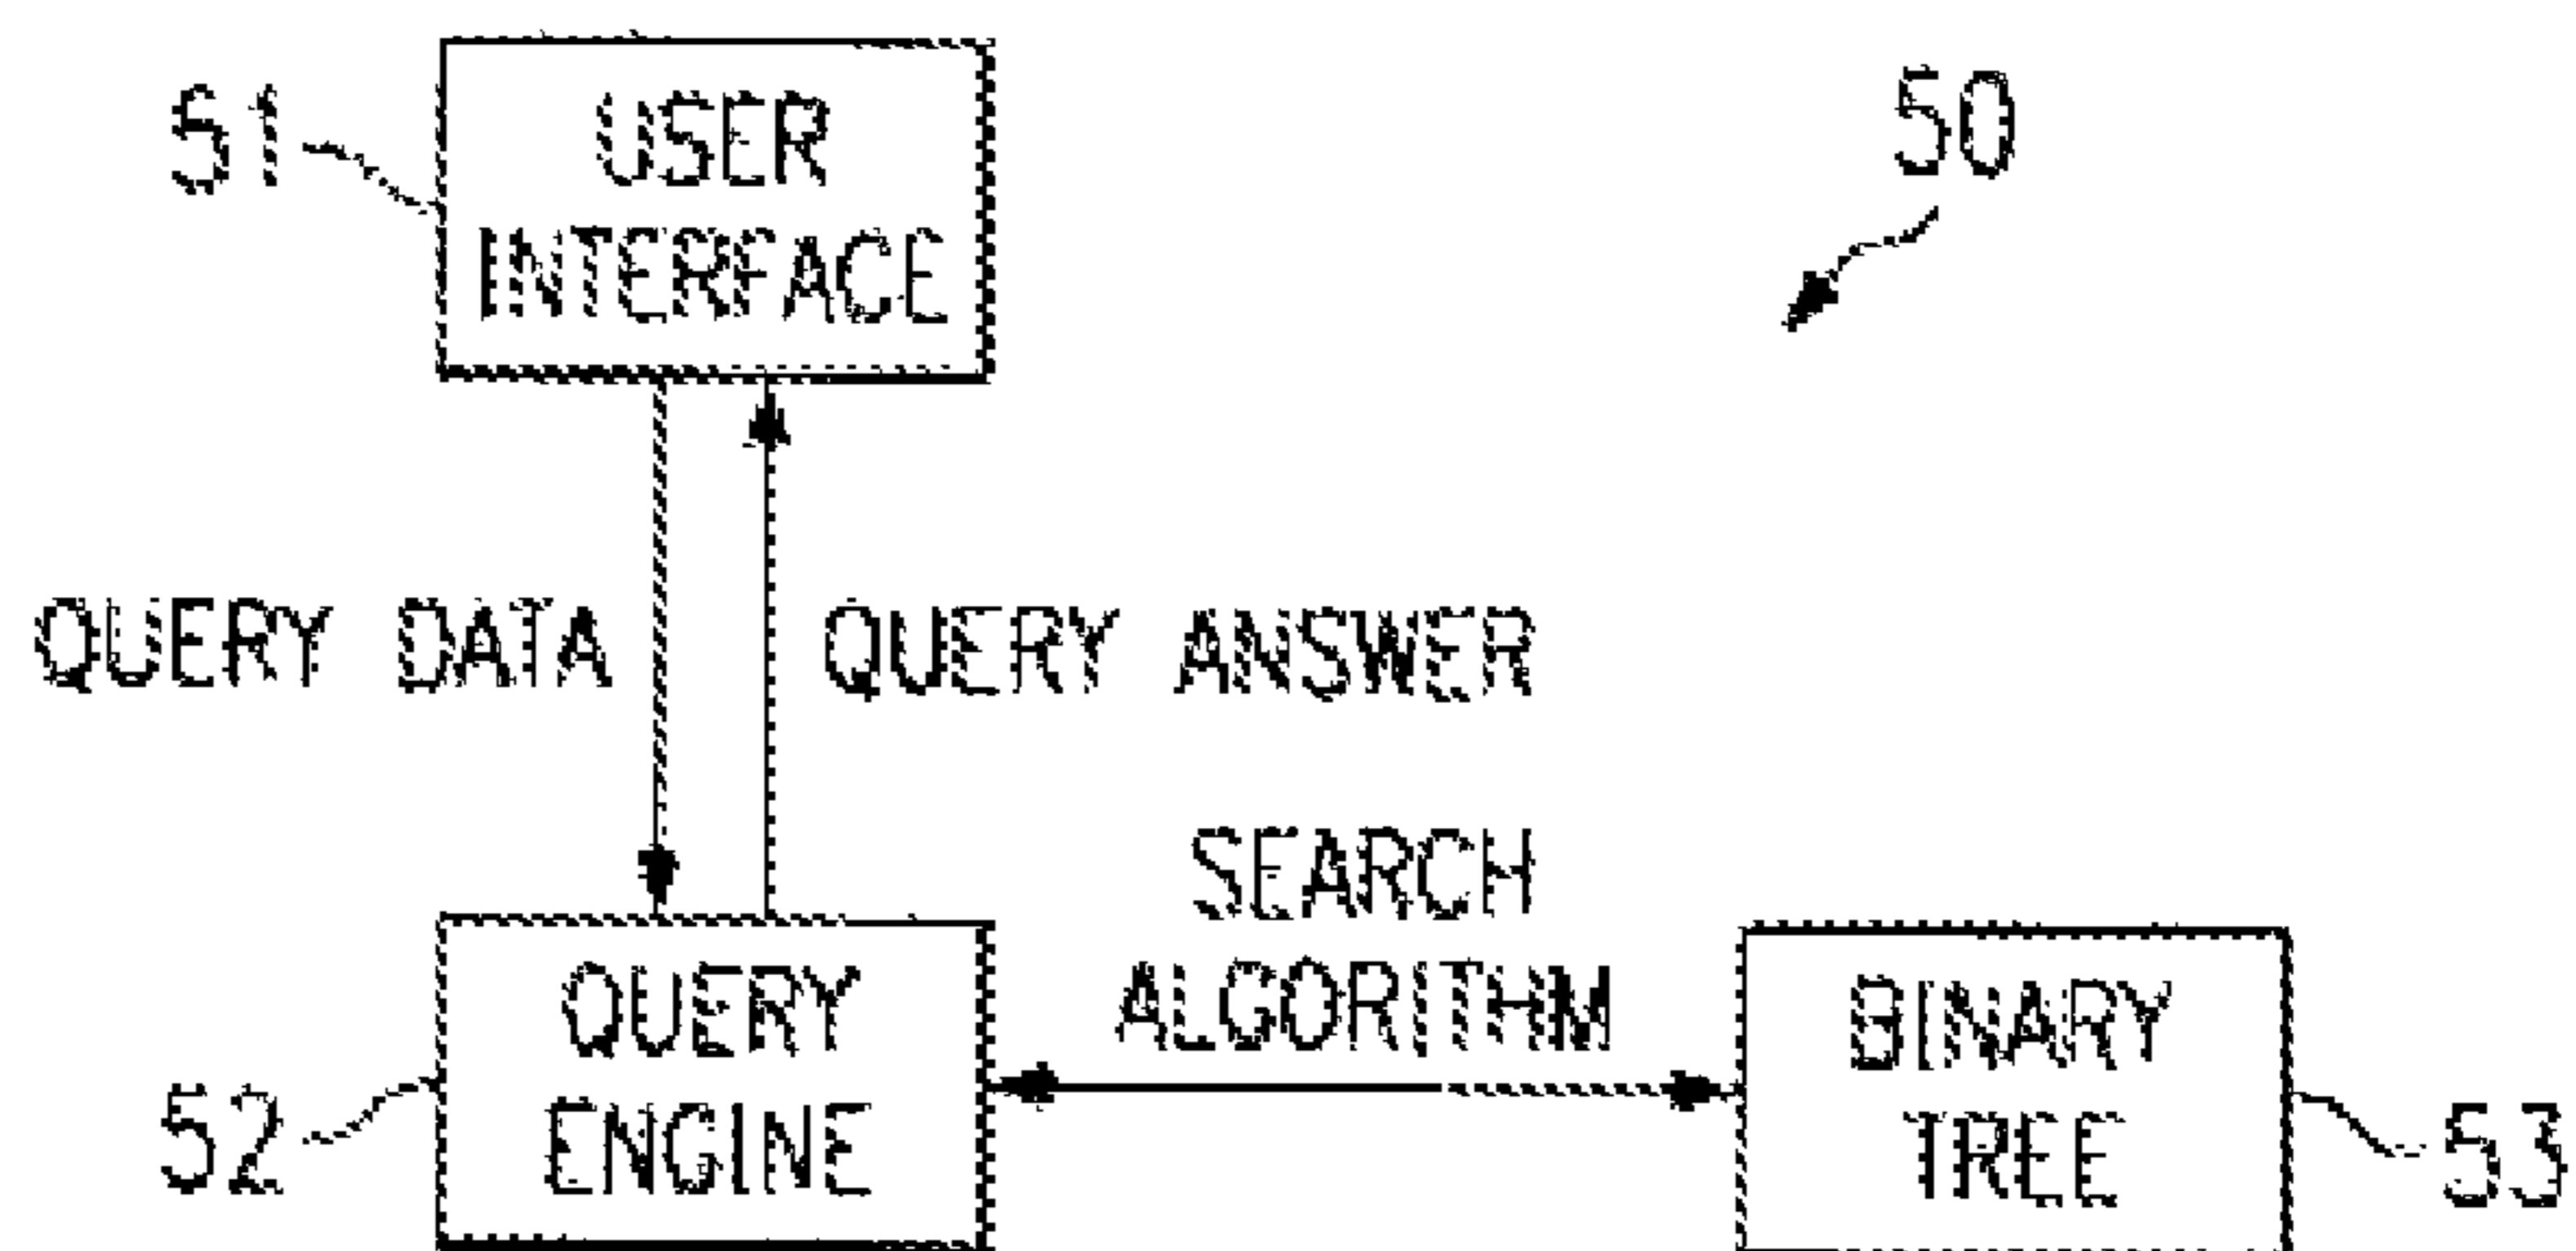 51
USER
INTERFACE
50
QUERY DATA
QUERY ANSWER
SEARCH
ALGORITHM
52
QUERY
ENGINE
BINARY
TREE
53